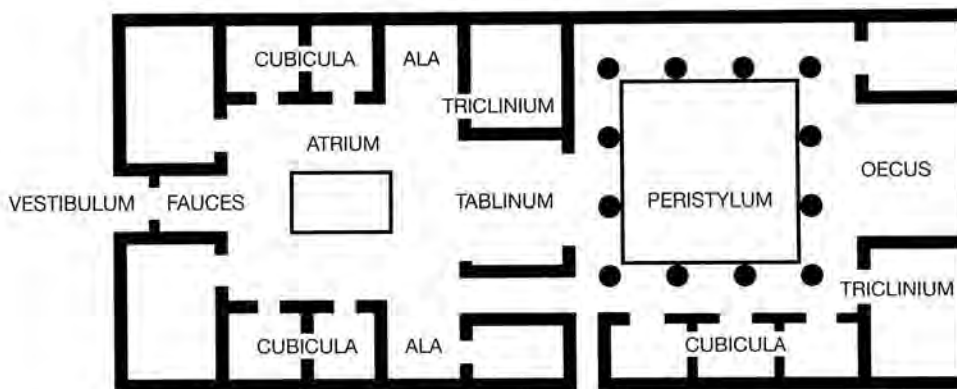 CUBICULA
ALA
TRICLINIUM
ATRIUM
OECUS
VESTIBULUM
FAUCES
TABLINUM
PERISTYLUM
TRICLINIUM
CUBICULA
ALA
CUBICULA